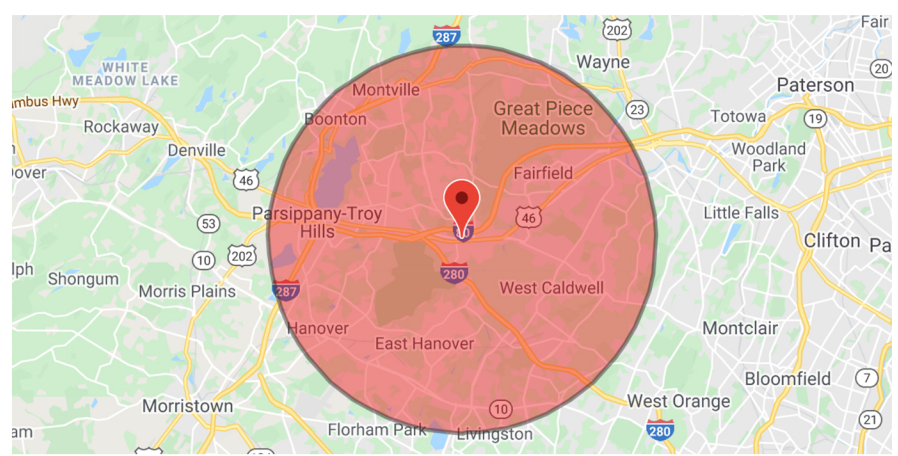 Fair
202
287
WHITE
MEADOW LAKE
Wayne
20
Paterson
Montville
mbus Hwy
Great Piece
Meadows
23
Boonton
Totowa
19
Rockaway
Denville
Woodland
Park
over
46
Fairfield
Parsippany-Troy
Hills
46
Little Falls
53
80
Clifton
Pa
202
10
lph
Shongum
280
287
Morris Plains
West Caldwell
Hanover
Montclair
East Hanover
Bloomfield
7
Morristown
10
West Orange
21
am
Florham Park
Livingston
280